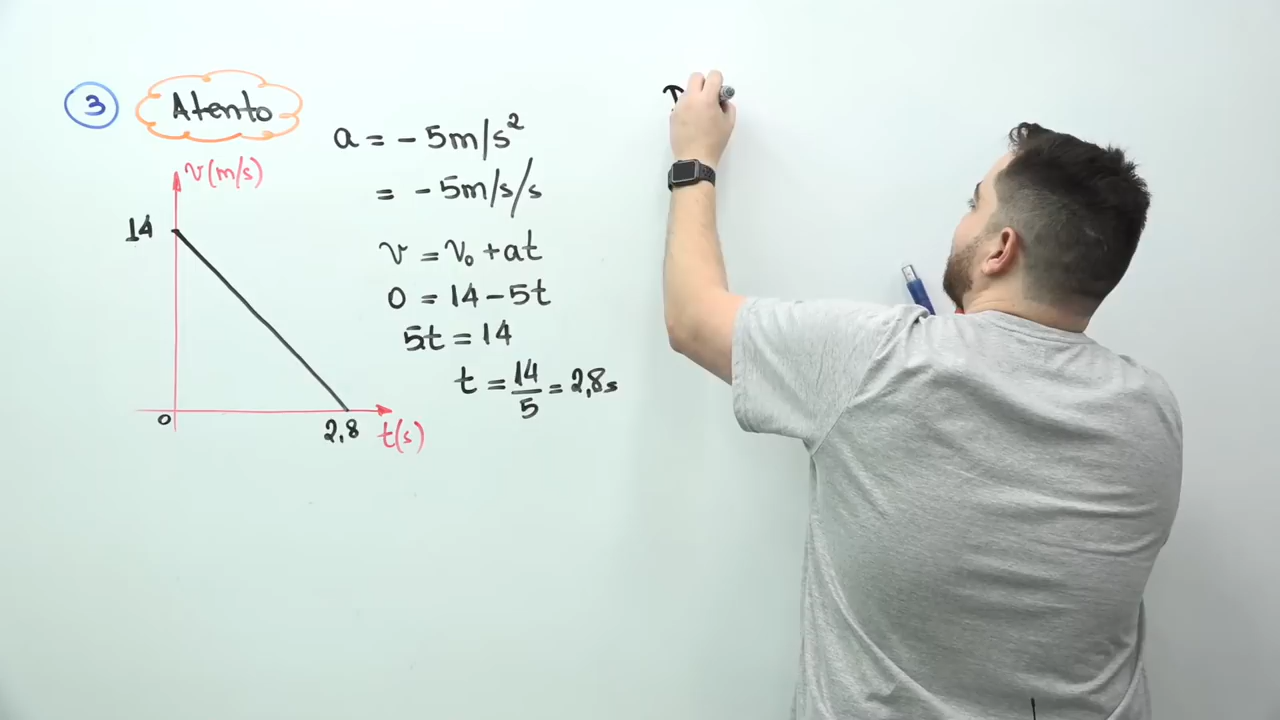 3 Atento
a = - 5m/s²
= - 5m/s/s
v = v₀ + at
0 = 14 - 5t
5t = 14
t = 14/5 = 2,8s
v(m/s)
14
0
2,8
t(s)